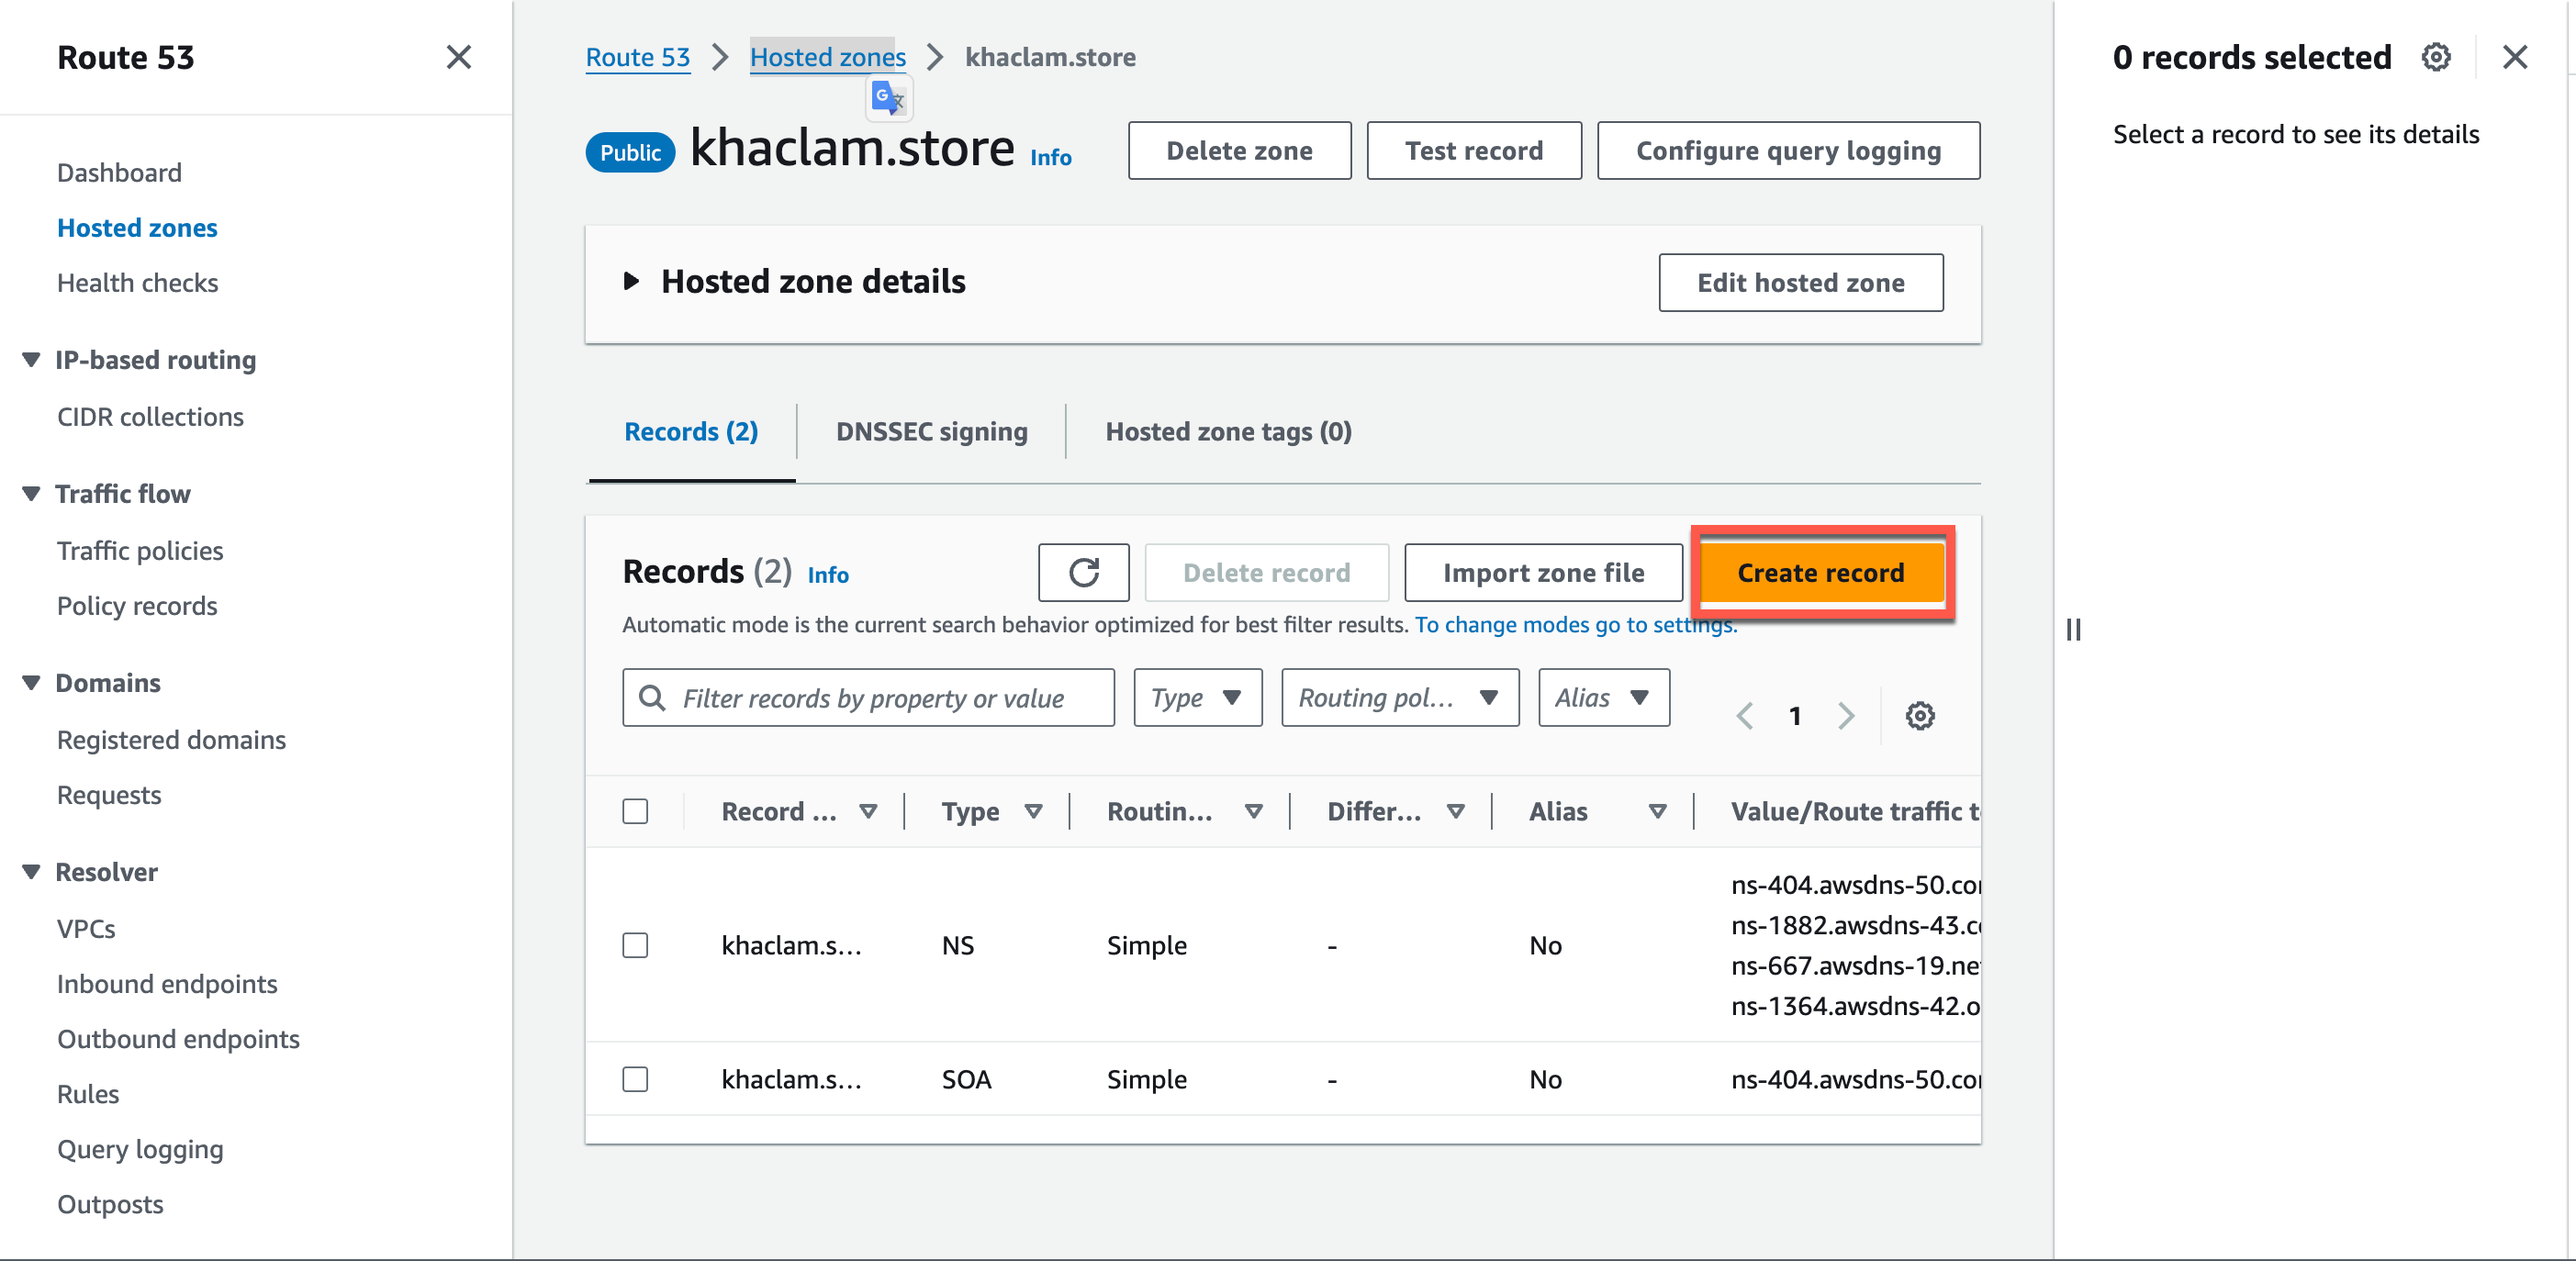 Route 53
Dashboard
Hosted zones
Health checks
IP-based routing
CIDR collections
Traffic flow
Traffic policies
Policy records
Domains
Registered domains
Requests
Resolver
VPCs
Inbound endpoints
Outbound endpoints
Rules
Query logging
Outposts
Route 53 Hosted zones khaclam.store
Public khaclam.store Info Delete zone Test record Configure query logging
Hosted zone details Edit hosted zone
Records (2) DNSSEC signing Hosted zone tags (0)
Records (2) Info Delete record Import zone file Create record
Automatic mode is the current search behavior optimized for best filter results. To change modes go to settings.
Filter records by property or value Type Routing pol... Alias 1
Record ... Type Routin... Differ... Alias Value/Route traffic t
ns-404.awsdns-50.co
ns-1882.awsdns-43.c
khaclam.s... NS Simple - No
ns-667.awsdns-19.ne
ns-1364.awsdns-42.o
khaclam.s... SOA Simple - No ns-404.awsdns-50.co
0 records selected
Select a record to see its details